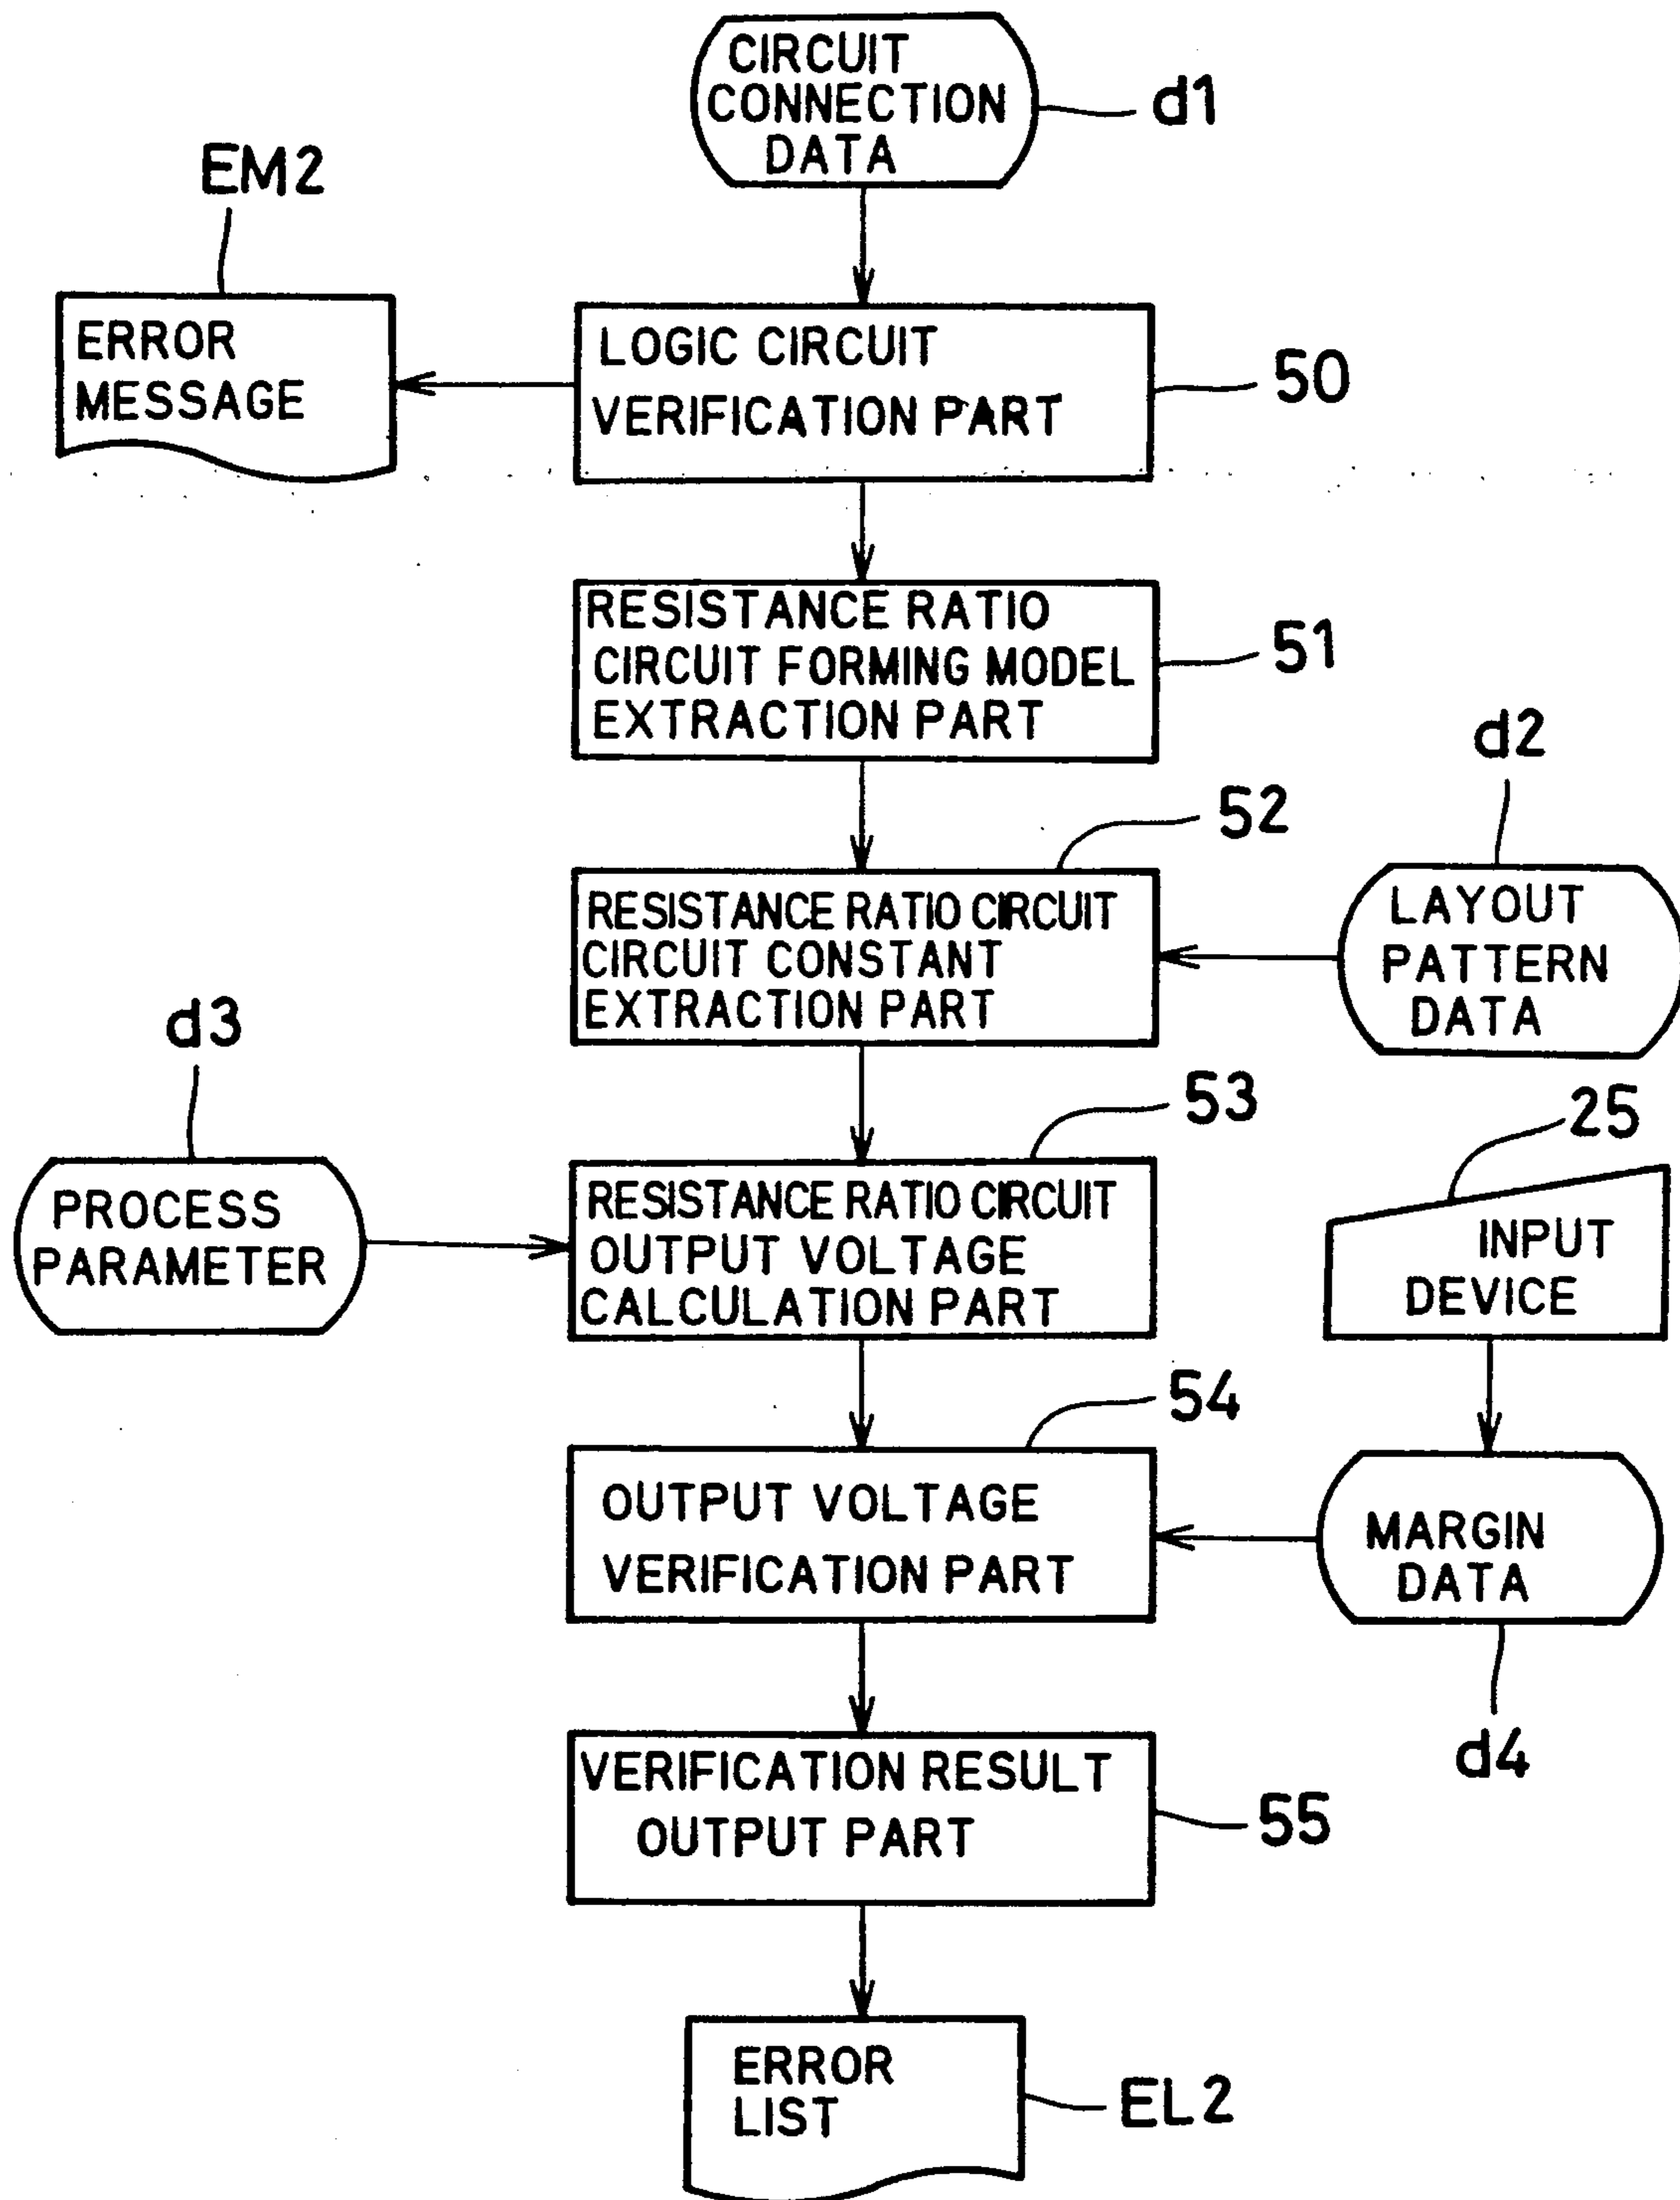 CIRCUIT
CONNECTION
DATA
d1
EM2
ERROR
MESSAGE
LOGIC CIRCUIT
VERIFICATION PART
50
RESISTANCE RATIO
CIRCUIT FORMING MODEL
EXTRACTION PART
51
d2
52
RESISTANCE RATIO CIRCUIT
CIRCUIT CONSTANT
EXTRACTION PART
LAYOUT
PATTERN
DATA
d3
53
25
PROCESS
PARAMETER
RESISTANCE RATIO CIRCUIT
OUTPUT VOLTAGE
CALCULATION PART
INPUT
DEVICE
54
OUTPUT VOLTAGE
VERIFICATION PART
MARGIN
DATA
d4
VERIFICATION RESULT
OUTPUT PART
55
ERROR
LIST
EL2